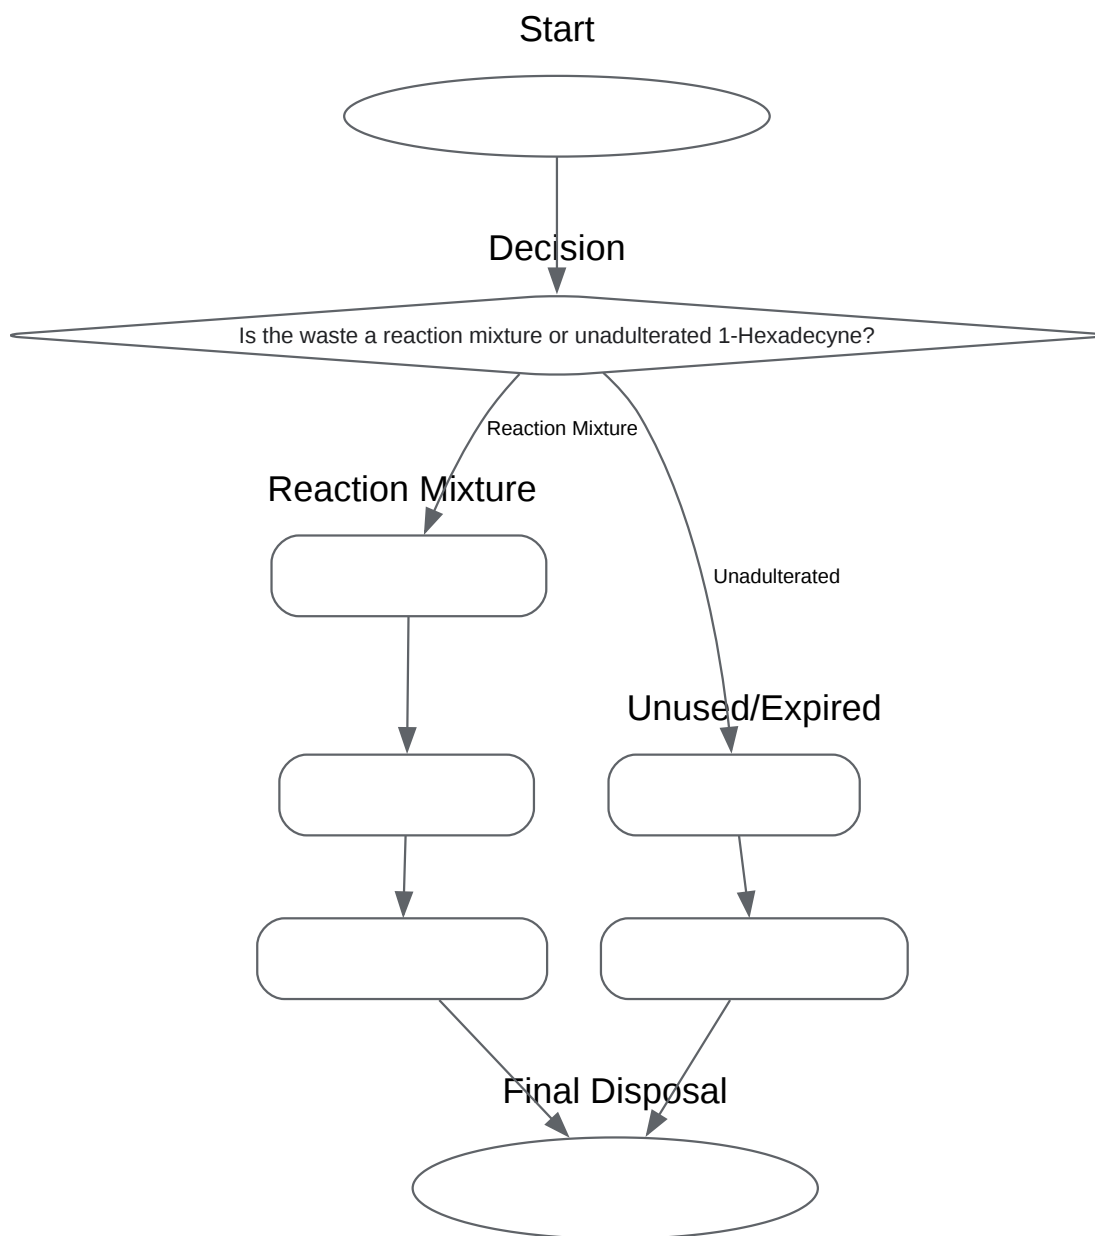 Start
Decision
Is the waste a reaction mixture or unadulterated 1-Hexadecyne?
Reaction Mixture
Reaction Mixture
Unadulterated
Unused/Expired
Final Disposal